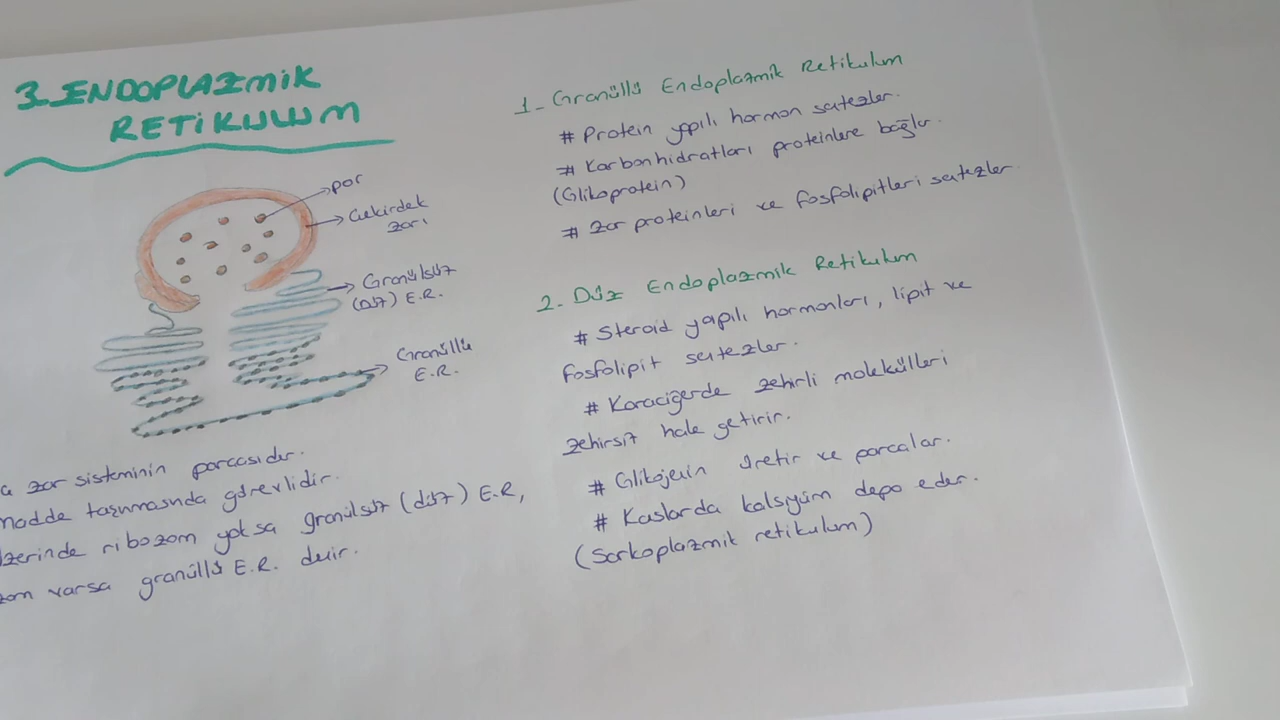 3. ENDOPLAZMİK
RETİKULUM
por
Çekirdek
zarı
Granülsüz
(Düz) E.R.
Granüllü
E.R.
zar sisteminin parçasıdır.
madde taşınmasında görevlidir.
üzerinde ribozom yoksa granülsüz (düz) E.R,
varsa granüllü E.R. denir.
1- Granüllü Endoplazmik Retikulum
# Protein yapılı hormon sentezler.
# Karbonhidratları proteinlere bağlar.
(Glikoprotein)
# Zar proteinleri ve fosfolipitleri sentezler
2- Düz Endoplazmik Retikulum
# Steroid yapılı hormonları, lipit ve
fosfolipit sentezler.
# Karaciğerde zehirli molekülleri
zehirsiz hale getirir.
# Glikojenin üretir ve parçalar.
# Kaslarda kalsiyüm depo eder.
(Sarkoplazmik retikulum)